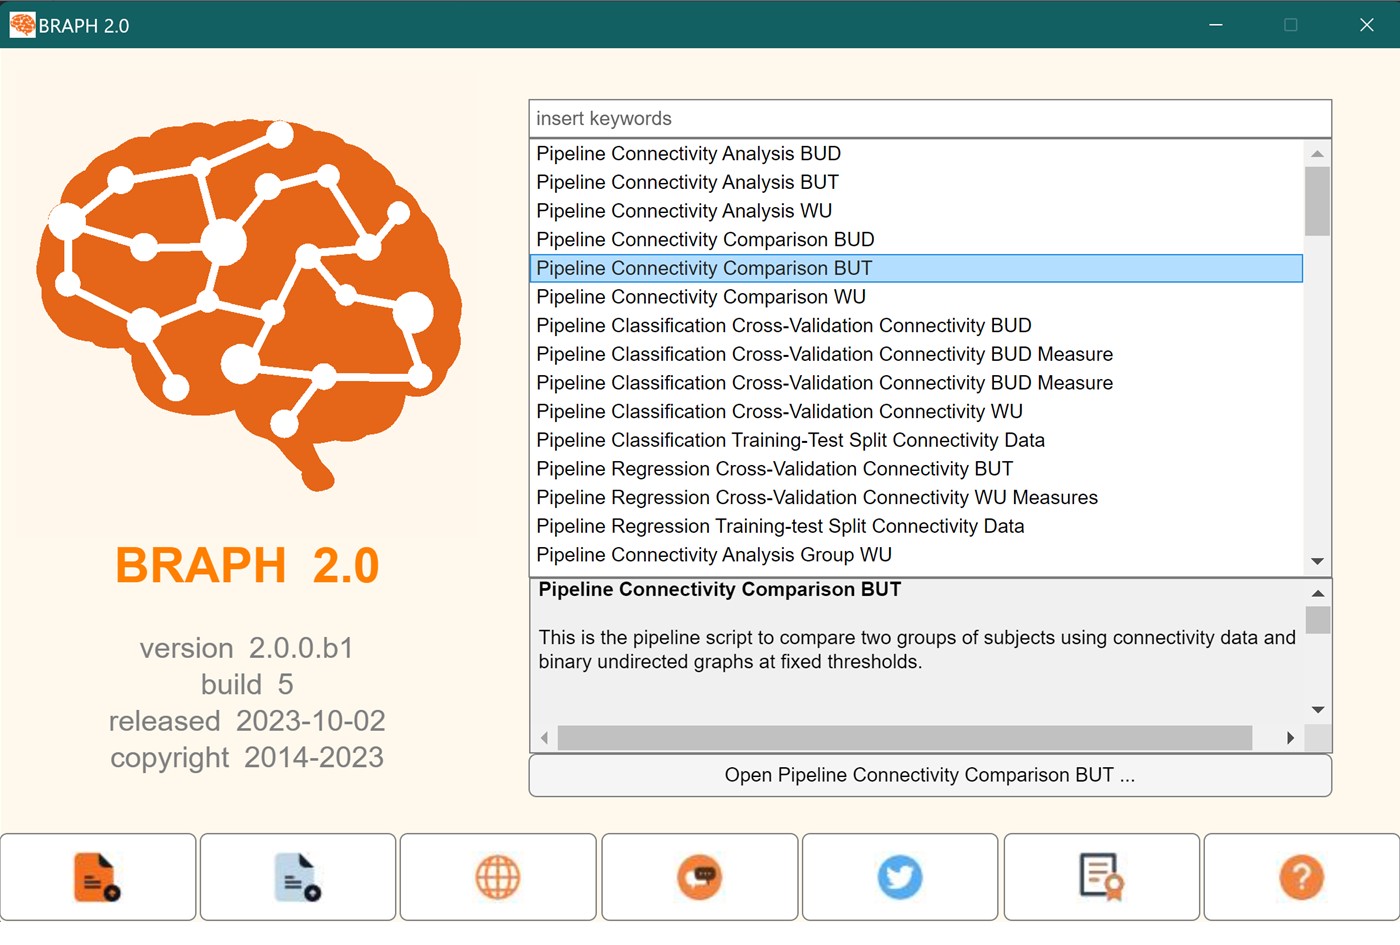 BRAPH 2.0
insert keywords
Pipeline Connectivity Analysis BUD
Pipeline Connectivity Analysis BUT
Pipeline Connectivity Analysis WU
Pipeline Connectivity Comparison BUD
Pipeline Connectivity Comparison BUT
Pipeline Connectivity Comparison WU
Pipeline Classification Cross-Validation Connectivity BUD
Pipeline Classification Cross-Validation Connectivity BUD Measure
Pipeline Classification Cross-Validation Connectivity BUD Measure
Pipeline Classification Cross-Validation Connectivity WU
Pipeline Classification Training-Test Split Connectivity Data
Pipeline Regression Cross-Validation Connectivity BUT
Pipeline Regression Cross-Validation Connectivity WU Measures
Pipeline Regression Training-test Split Connectivity Data
Pipeline Connectivity Analysis Group WU
Pipeline Connectivity Comparison BUT
This is the pipeline script to compare two groups of subjects using connectivity data and
binary undirected graphs at fixed thresholds.
Open Pipeline Connectivity Comparison BUT ...
BRAPH 2.0
version 2.0.0.b1
build 5
released 2023-10-02
copyright 2014-2023
?